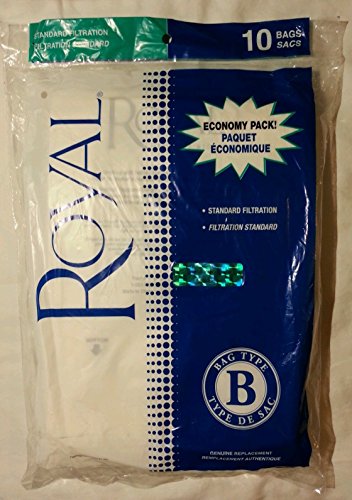 STANDARD FILTRATION
FILTRATION STANDARD
10 BAGS
SACS
ROYAL®
ECONOMY PACK!
PAQUET
ÉCONOMIQUE
• STANDARD FILTRATION
• FILTRATION STANDARD
BAG TYPE
B
TYPE DE SAC
GENUINE REPLACEMENT
REMPLACEMENT AUTHENTIQUE